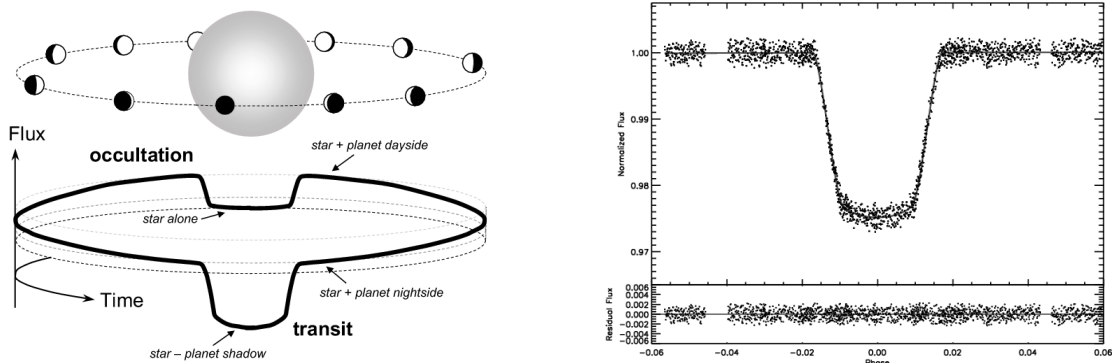 Flux
occultation
star + planet dayside
star alone
Time
star + planet nightside
transit
star – planet shadow
Normalized Flux
1.00
0.99
0.98
0.97
Residual Flux
0.006
0.004
0.002
0.000
−0.002
−0.004
−0.006
−0.06
−0.04
−0.02
0.00
0.02
0.04
0.06
0.08
Phase